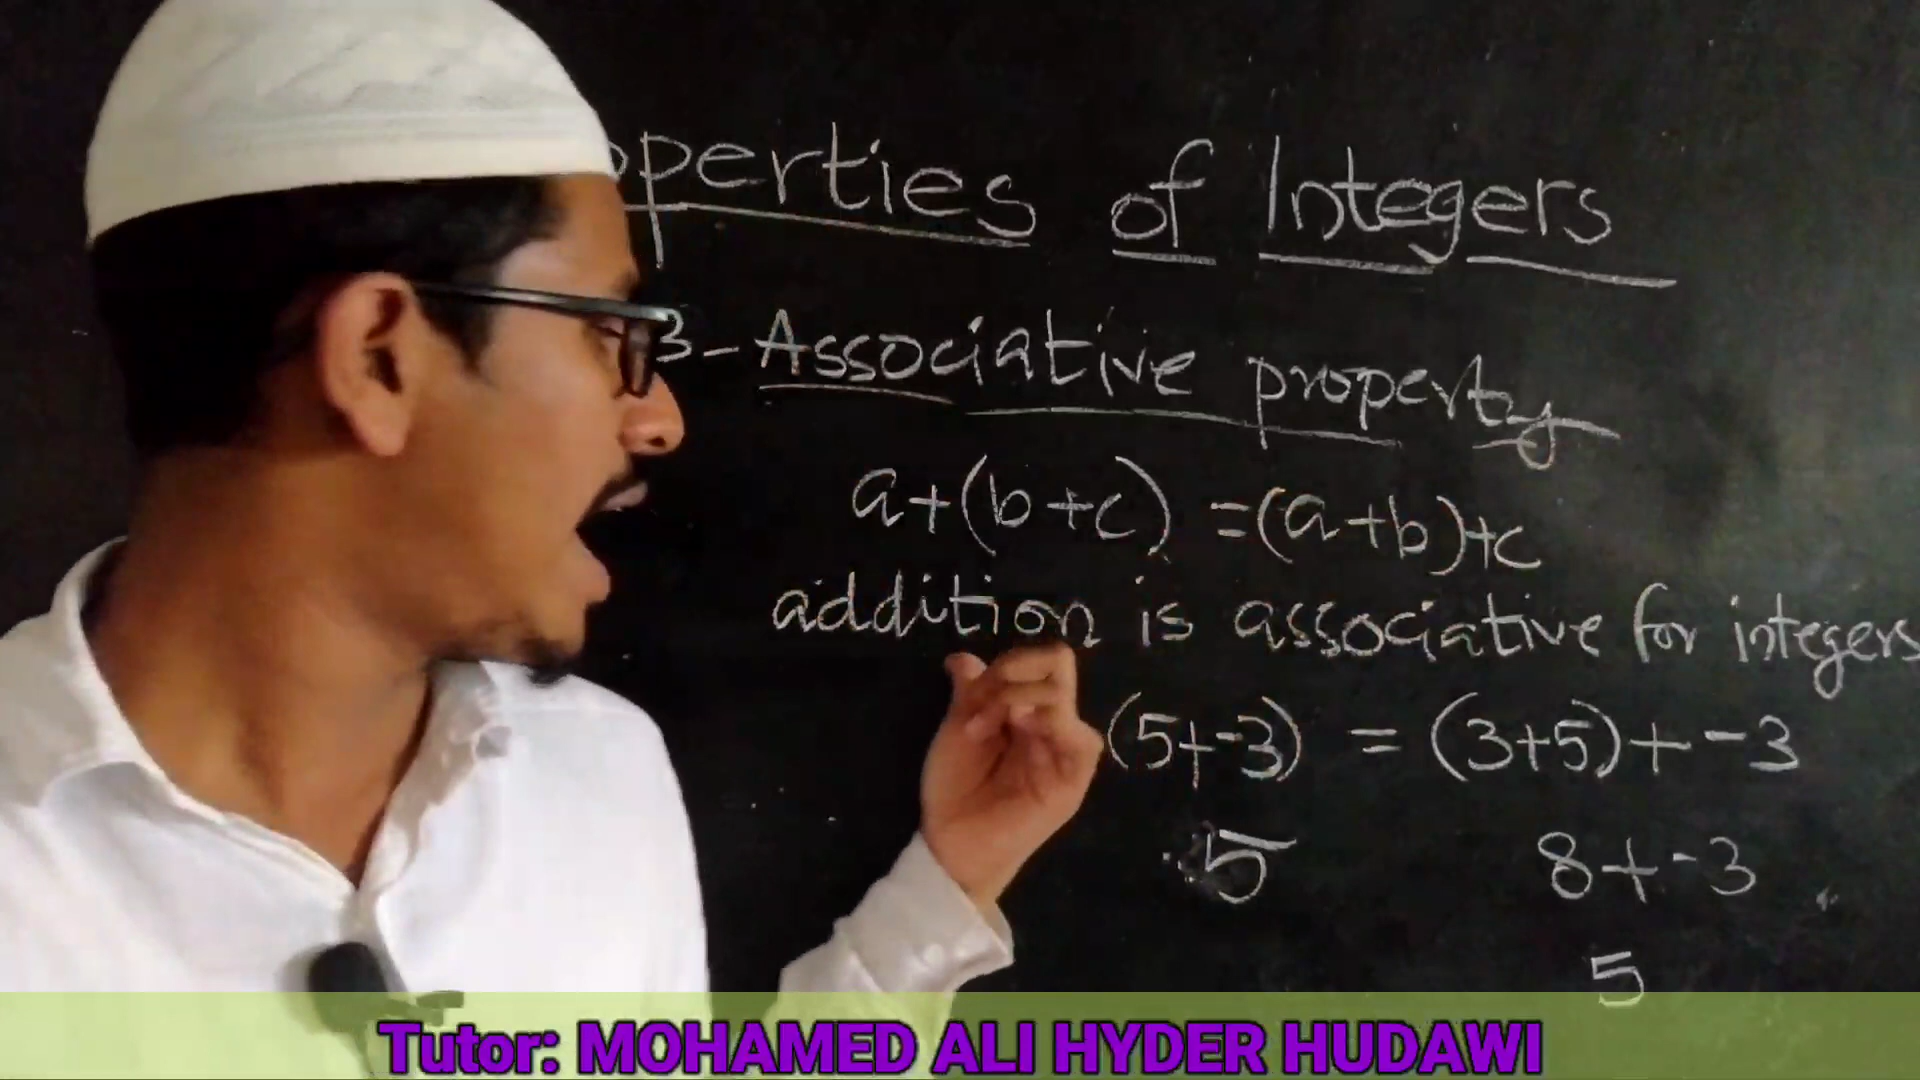 operties of Integers
3- Associative property
a+(b+c) =(a+b)+c
addition is associative for integers
(5+-3) = (3+5)+-3
5 8+-3
5
Tutor: MOHAMED ALI HYDER HUDAWI